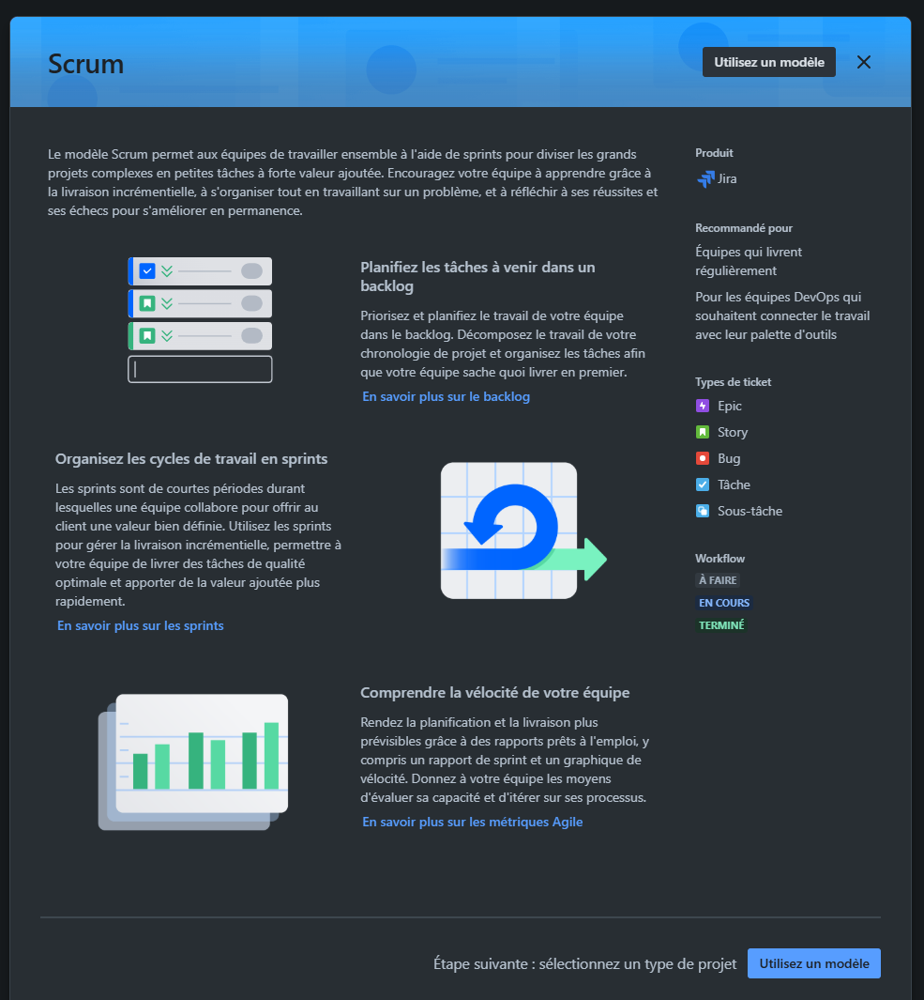 Scrum
Utilisez un modèle
Le modèle Scrum permet aux équipes de travailler ensemble à l'aide de sprints pour diviser les grands
projets complexes en petites tâches à forte valeur ajoutée. Encouragez votre équipe à apprendre grâce à
la livraison incrémentielle, à s'organiser tout en travaillant sur un problème, et à réfléchir à ses réussites et
ses échecs pour s'améliorer en permanence.
Planifiez les tâches à venir dans un
backlog
Priorisez et planifiez le travail de votre équipe
dans le backlog. Décomposez le travail de votre
chronologie de projet et organisez les tâches afin
que votre équipe sache quoi livrer en premier.
En savoir plus sur le backlog
Organisez les cycles de travail en sprints
Les sprints sont de courtes périodes durant
lesquelles une équipe collabore pour offrir au
client une valeur bien définie. Utilisez les sprints
pour gérer la livraison incrémentielle, permettre à
votre équipe de livrer des tâches de qualité
optimale et apporter de la valeur ajoutée plus
rapidement.
En savoir plus sur les sprints
Comprendre la vélocité de votre équipe
Rendez la planification et la livraison plus
prévisibles grâce à des rapports prêts à l'emploi, y
compris un rapport de sprint et un graphique de
vélocité. Donnez à votre équipe les moyens
d'évaluer sa capacité et d'itérer sur ses processus.
En savoir plus sur les métriques Agile
Produit
Jira
Recommandé pour
Équipes qui livrent
régulièrement
Pour les équipes DevOps qui
souhaitent connecter le travail
avec leur palette d'outils
Types de ticket
Epic
Story
Bug
Tâche
Sous-tâche
Workflow
À FAIRE
EN COURS
TERMINÉ
Étape suivante : sélectionnez un type de projet
Utilisez un modèle